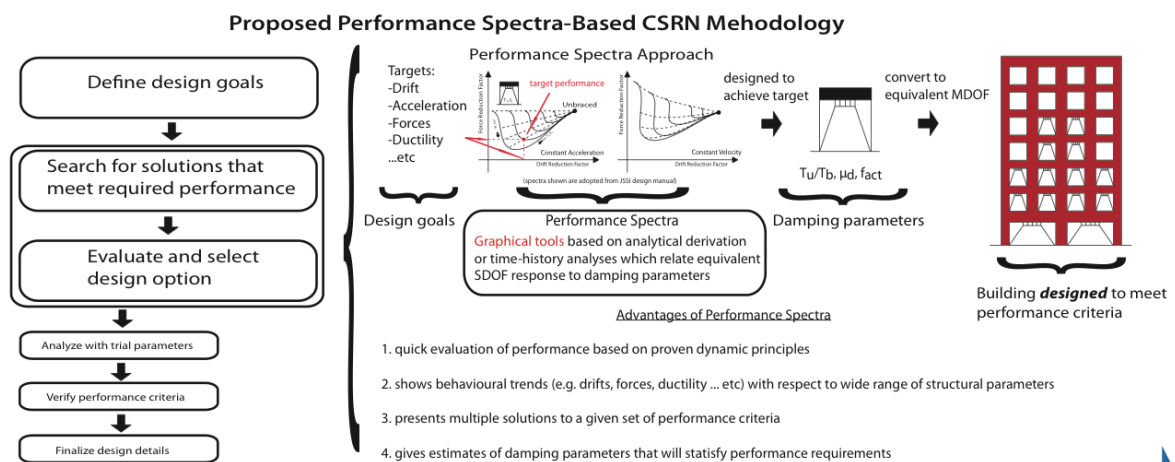 Proposed Performance Spectra-Based CSRN Mehodology
Define design goals
Search for solutions that
meet required performance
Evaluate and select
design option
Analyze with trial parameters
Verify performance criteria
Finalize design details
Performance Spectra Approach
Targets:
-Drift
-Acceleration
-Forces
-Ductility
...etc
Force Reduction Factor
target performance
Unbraced
Constant Acceleration
Drift Reduction Factor
Force Reduction Factor
Constant Velocity
Drift Reduction Factor
(spectra shown are adopted from JSSI design manual)
designed to
achieve target
Tu/Tb, μd, fact
convert to
equivalent MDOF
Design goals
Performance Spectra
Graphical tools based on analytical derivation
or time-history analyses which relate equivalent
SDOF response to damping parameters
Damping parameters
Building designed to meet
performance criteria
Advantages of Performance Spectra
1. quick evaluation of performance based on proven dynamic principles
2. shows behavioural trends (e.g. drifts, forces, ductility ... etc) with respect to wide range of structural parameters
3. presents multiple solutions to a given set of performance criteria
4. gives estimates of damping parameters that will statisfy performance requirements